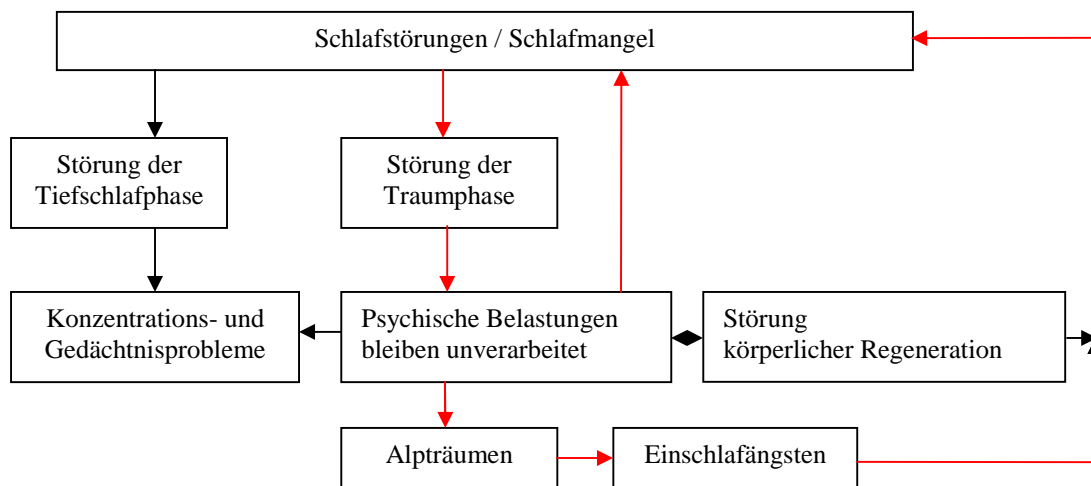 Schlafstörungen / Schlafmangel
Störung der
Tiefschlafphase
Störung der
Traumphase
Konzentrations- und
Gedächtnisprobleme
Psychische Belastungen
bleiben unverarbeitet
Störung
körperlicher Regeneration
Alpträumen
Einschlafängsten